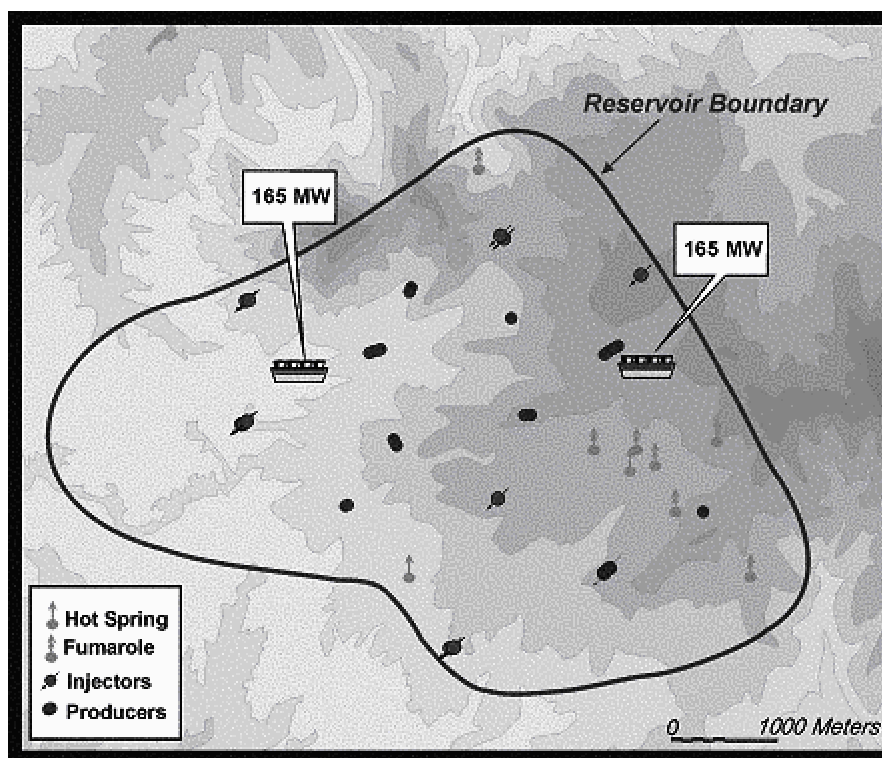 Reservoir Boundary
165 MW
165 MW
Hot Spring
Fumarole
Injectors
Producers
0 1000 Meters